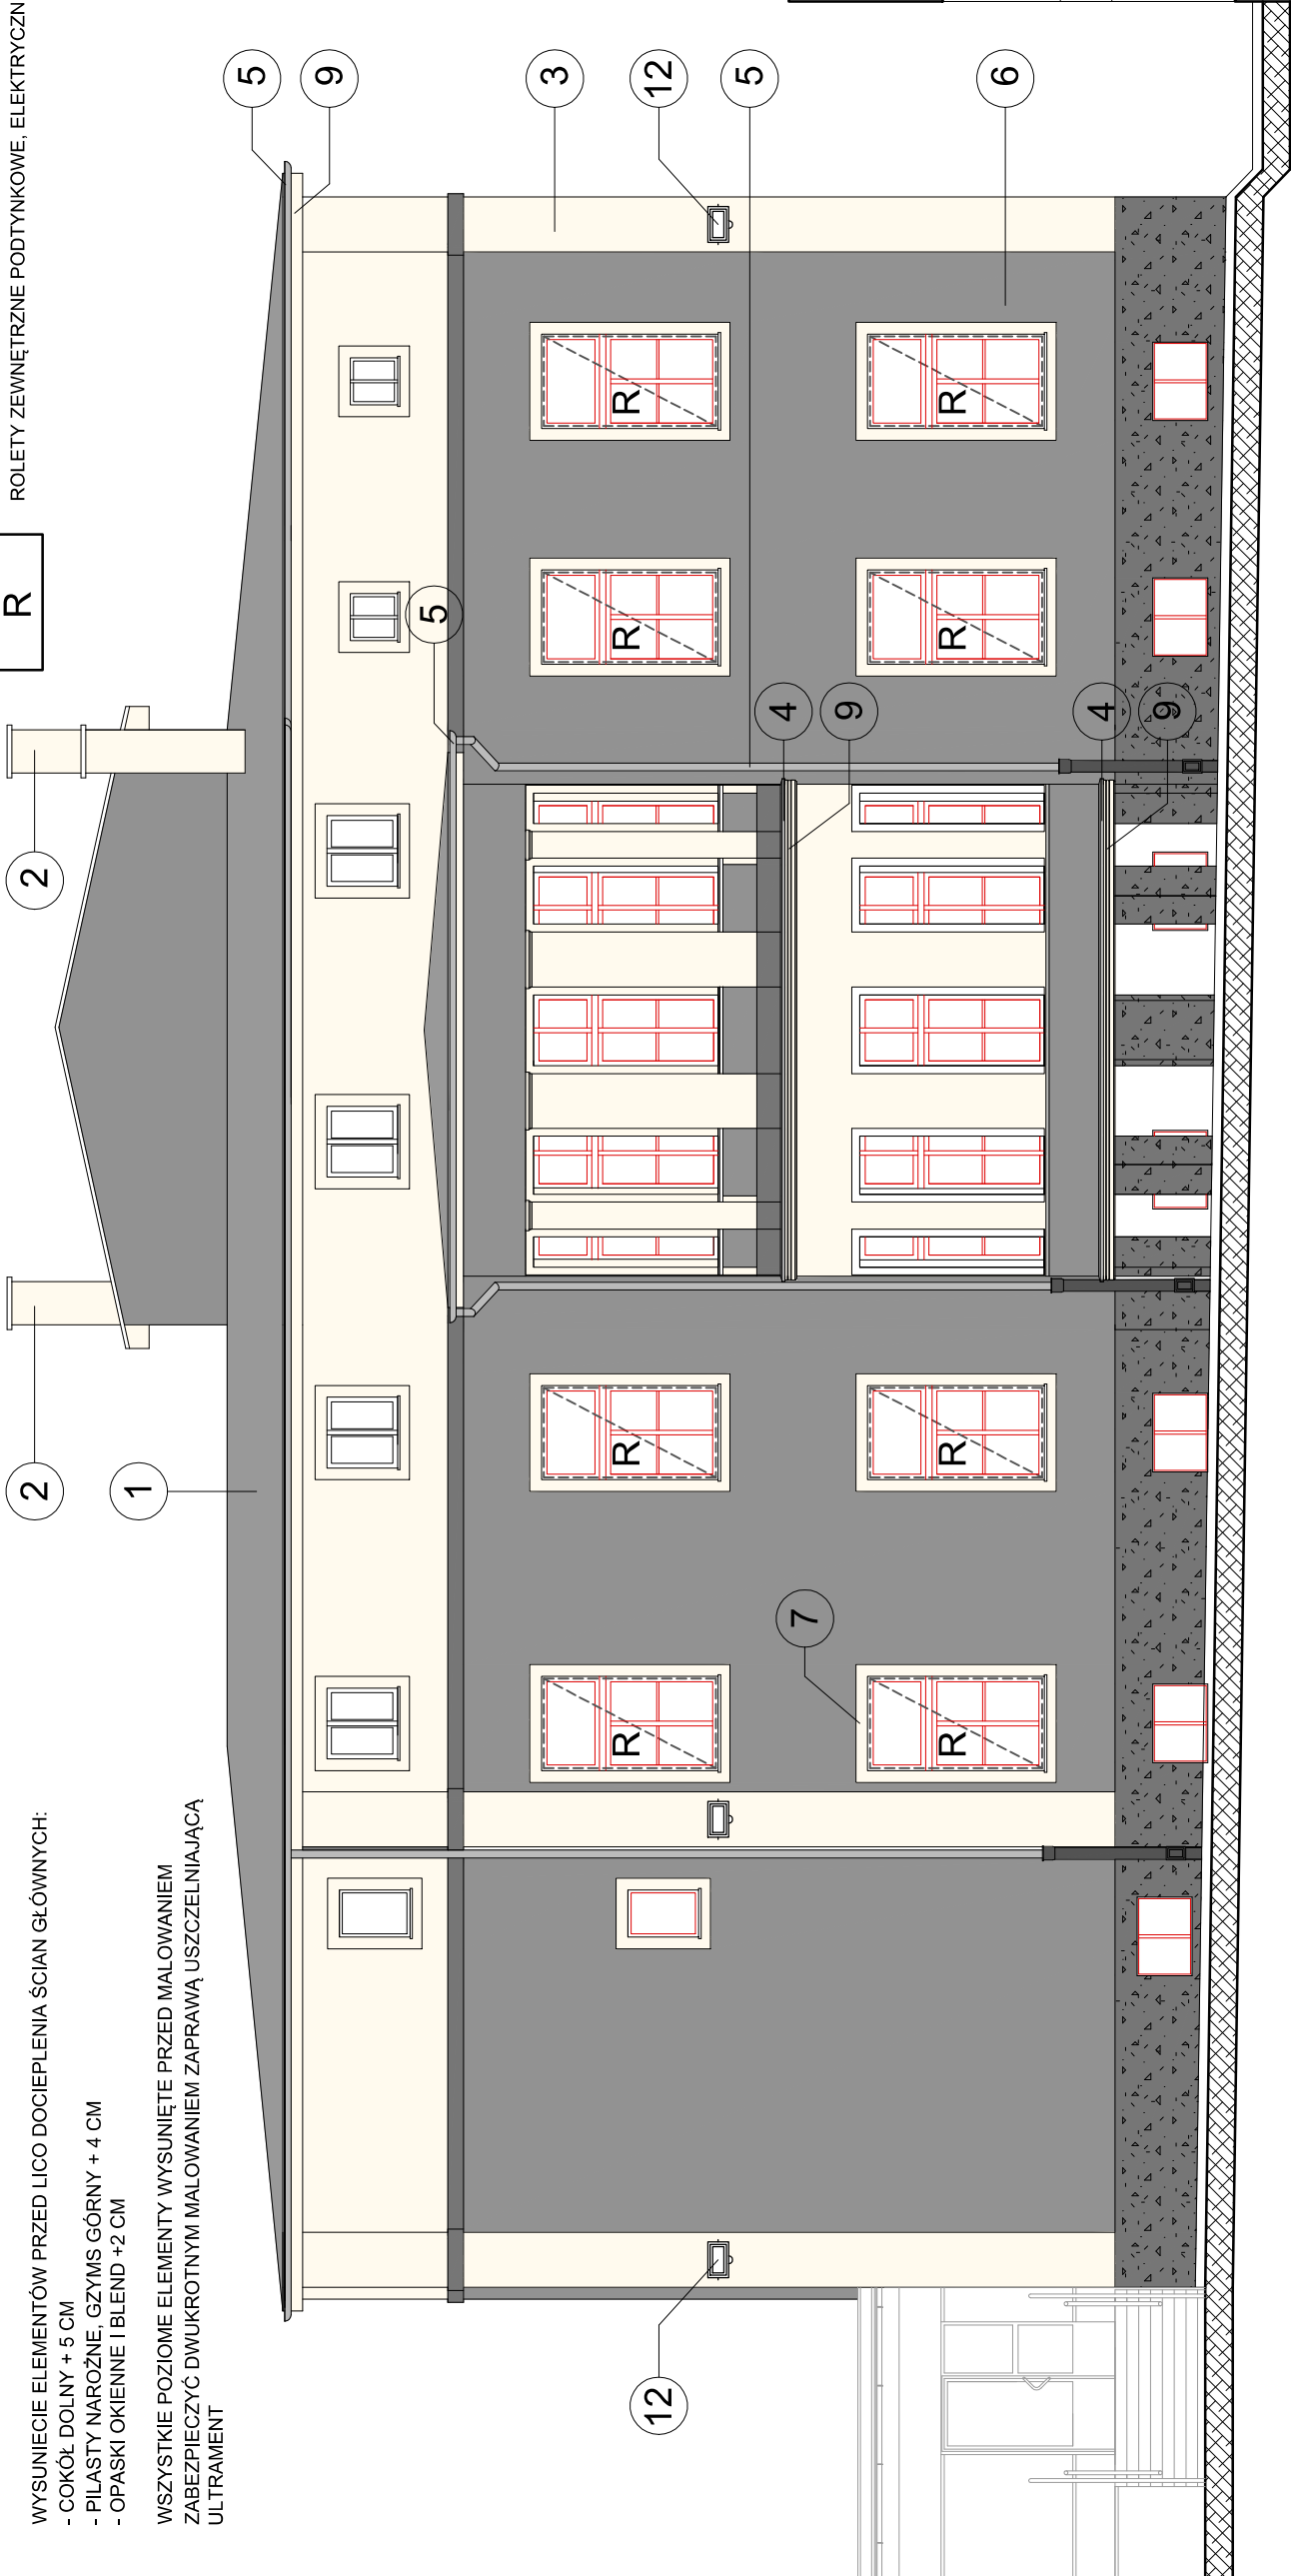 WYSUNIECIE ELEMENTÓW PRZED LICO DOCIEPLENIA ŚCIAN GŁÓWNYCH:
- COKÓŁ DOLNY + 5 CM
- PILASTY NAROŻNE, GZYMS GÓRNY + 4 CM
- OPASKI OKIENNE I BLEND +2 CM
WSZYSTKIE POZIOME ELEMENTY WYSUNIĘTE PRZED MALOWANIEM
ZABEZPIECZYĆ DWUKROTNYM MALOWANIEM ZAPRAWĄ USZCZELNIAJĄCĄ
ULTRAMENT
R
ROLETY ZEWNĘTRZNE PODTYNKOWE, ELEKTRYCZN
2
2
1
5
9
5
R
R
R
R
12
12
3
5
4
9
7
R
R
R
R
6
4
9